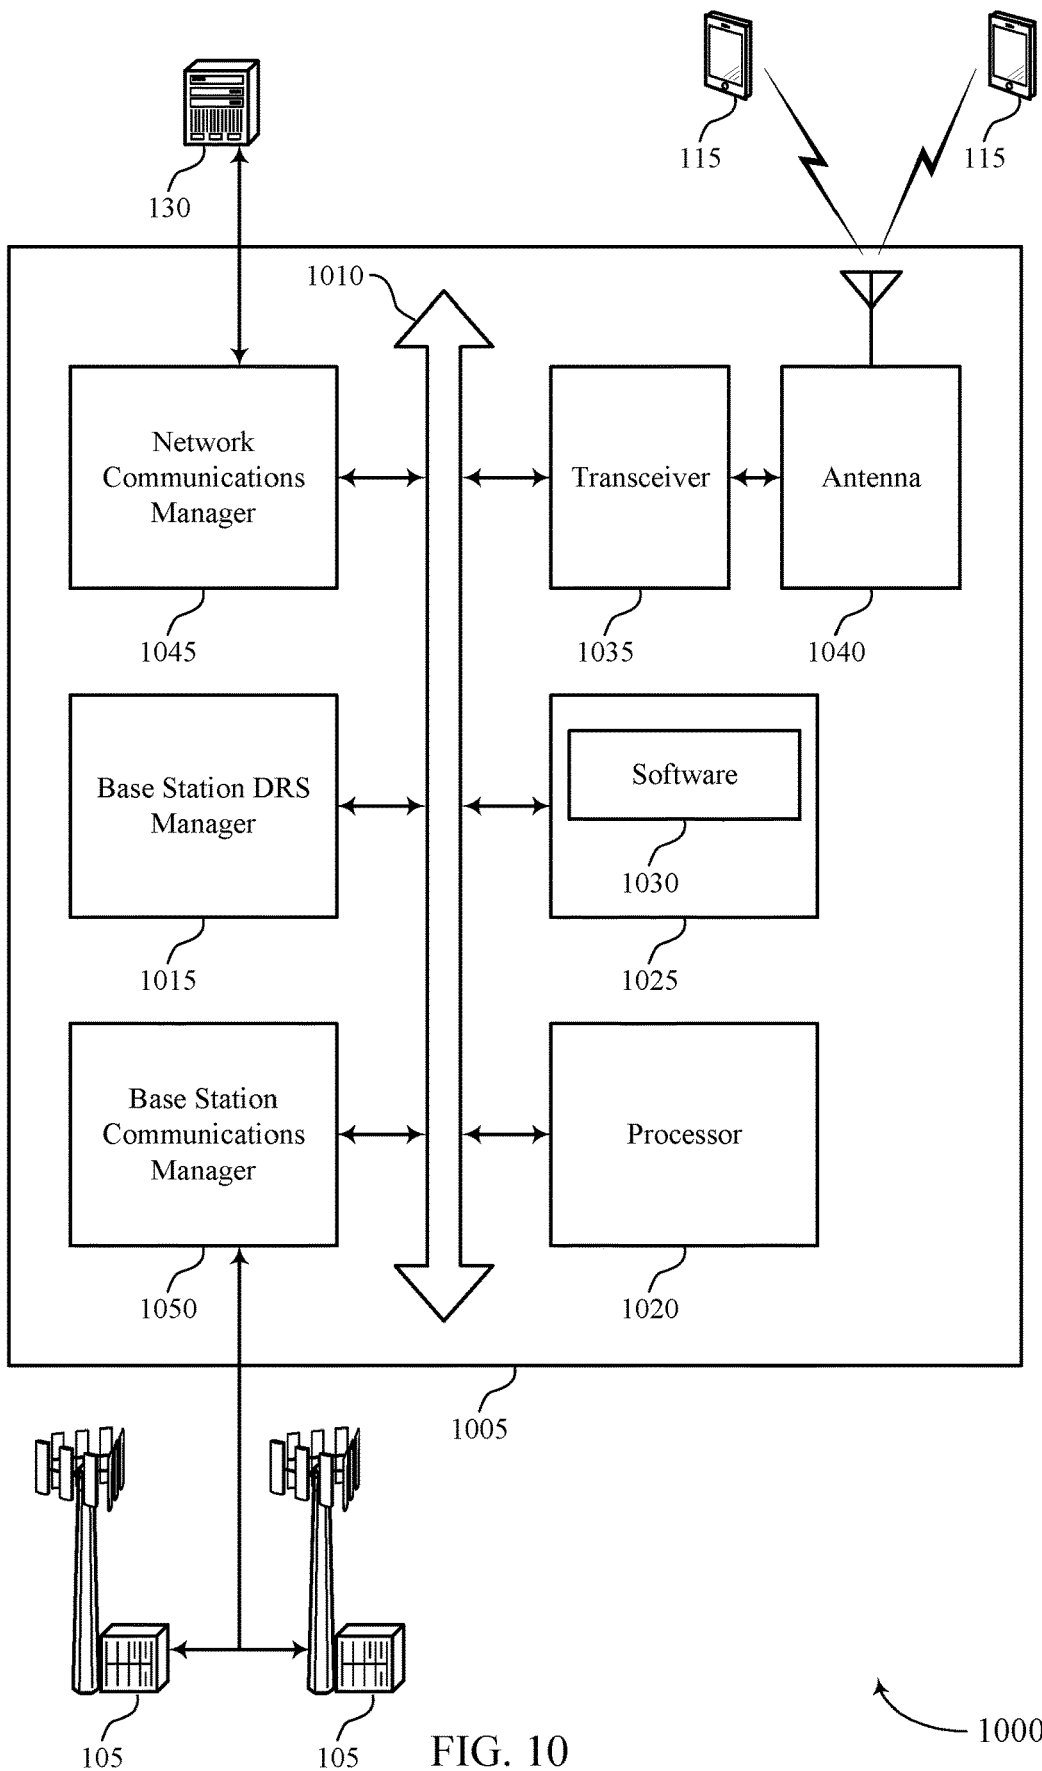 115
115
130
1010
Network
Communications
Manager
Transceiver
Antenna
1045
1035
1040
Base Station DRS
Manager
Software
1030
1015
1025
Base Station
Communications
Manager
Processor
1050
1020
1005
105
105
FIG. 10
1000